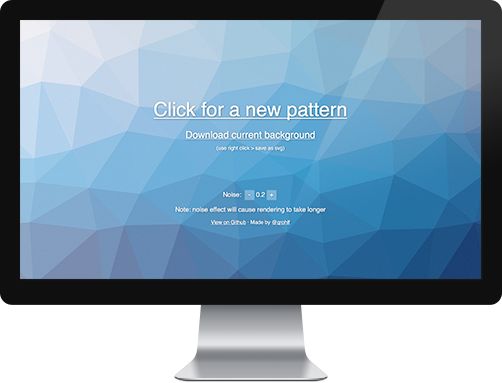 Click for a new pattern
Download current background
(use right click > save as svg)
Noise: - 0.2 +
Note: noise effect will cause rendering to take longer
View on Github · Made by @qrohlf